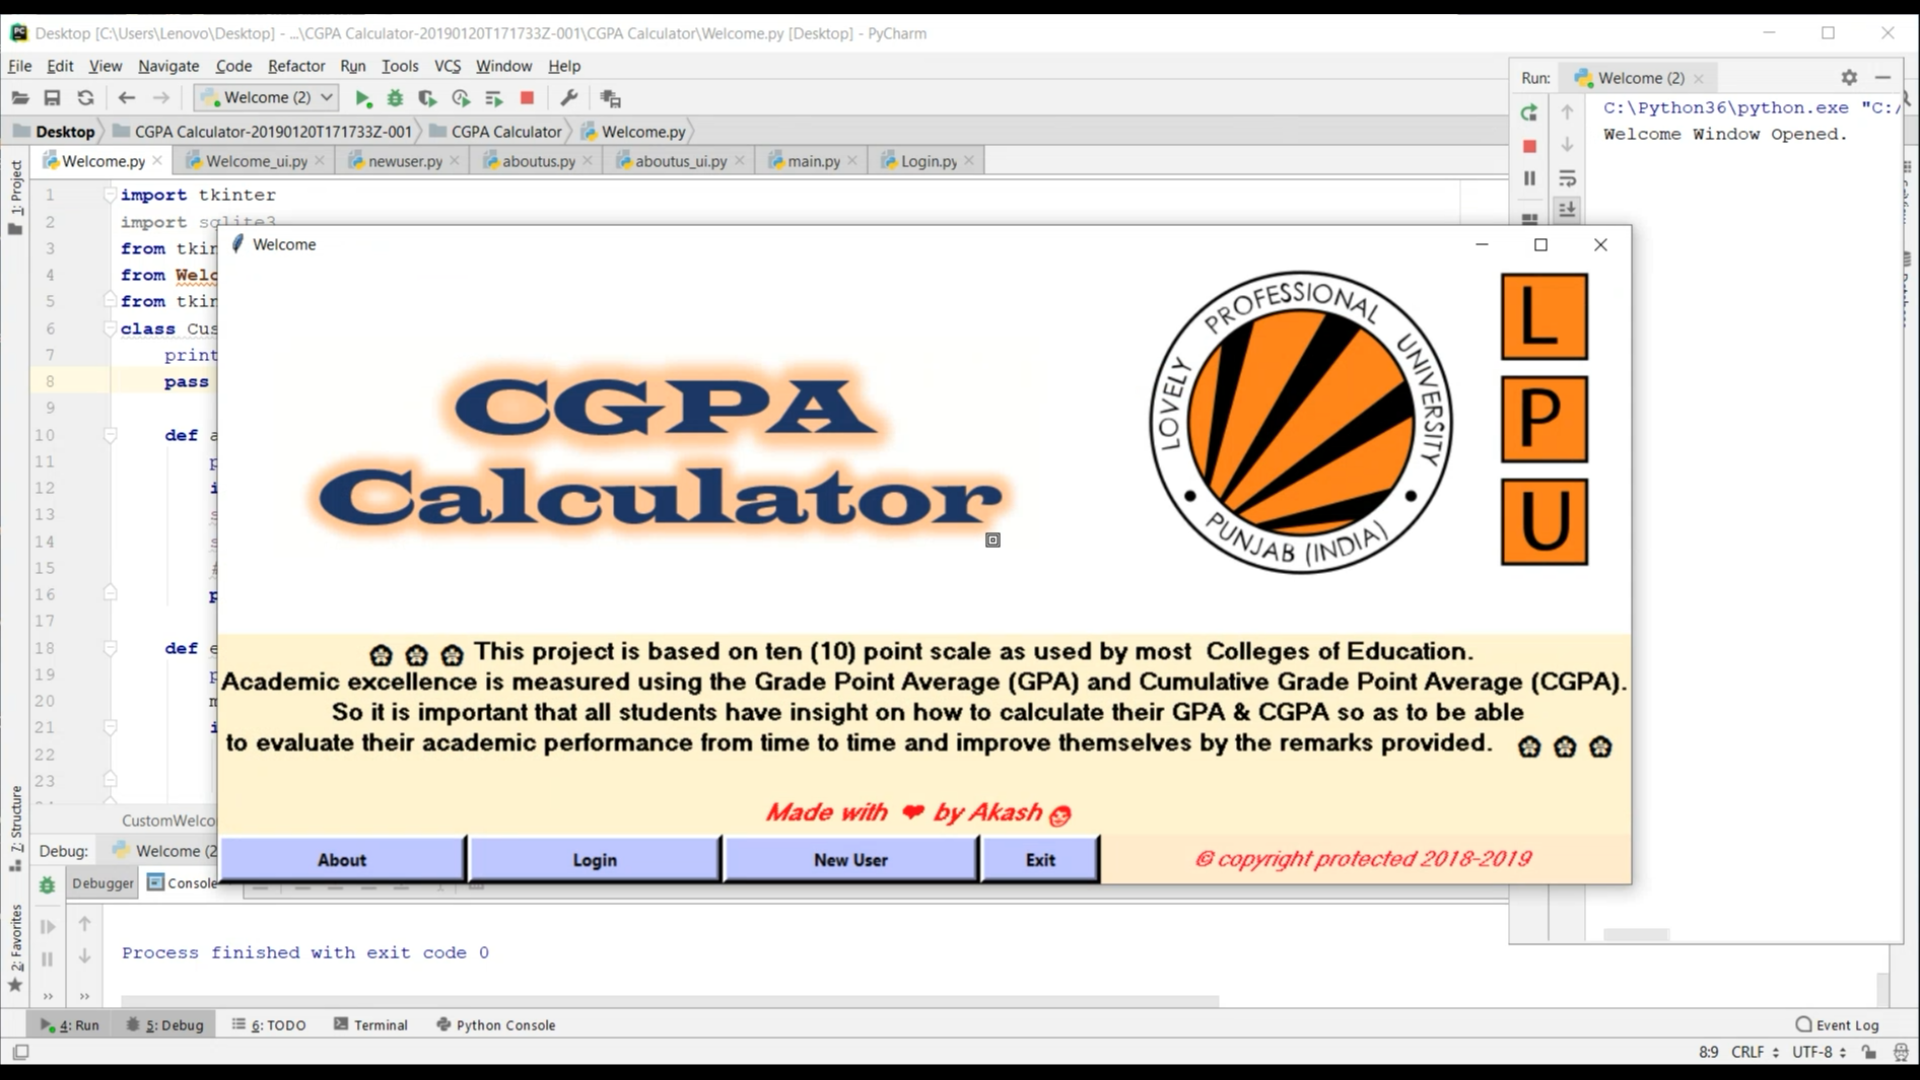 Desktop [C:\Users\Lenovo\Desktop] - ...\CGPA Calculator-20190120T171733Z-001\CGPA Calculator\Welcome.py [Desktop] - PyCharm
File Edit View Navigate Code Refactor Run Tools VCS Window Help
Welcome (2)
Desktop CGPA Calculator-20190120T171733Z-001 CGPA Calculator Welcome.py
Welcome.py Welcome_ui.py newuser.py aboutus.py aboutus_ui.py main.py Login.py
1: Project
1 import tkinter
2 import sqlite3
3 from tkin
4 from Welc
5 from tkin
6 class Cus
7 print
8 pass
9
10 def a
11 p
12 i
13 s
14 s
15 #
16 p
17
18 def e
19 p
20 m
21 i
22
23
Run: Welcome (2)
C:\Python36\python.exe "C:/
Welcome Window Opened.
Welcome
CGPA
Calculator
LOVELY PROFESSIONAL UNIVERSITY
PUNJAB (INDIA)
L
P
U
This project is based on ten (10) point scale as used by most Colleges of Education.
Academic excellence is measured using the Grade Point Average (GPA) and Cumulative Grade Point Average (CGPA).
So it is important that all students have insight on how to calculate their GPA & CGPA so as to be able
to evaluate their academic performance from time to time and improve themselves by the remarks provided.
Made with ❤ by Akash
About Login New User Exit © copyright protected 2018-2019
CustomWelco
7: Structure
Debug: Welcome (2
Debugger Console
2: Favorites
Process finished with exit code 0
4: Run 5: Debug 6: TODO Terminal Python Console Event Log
8:9 CRLF UTF-8